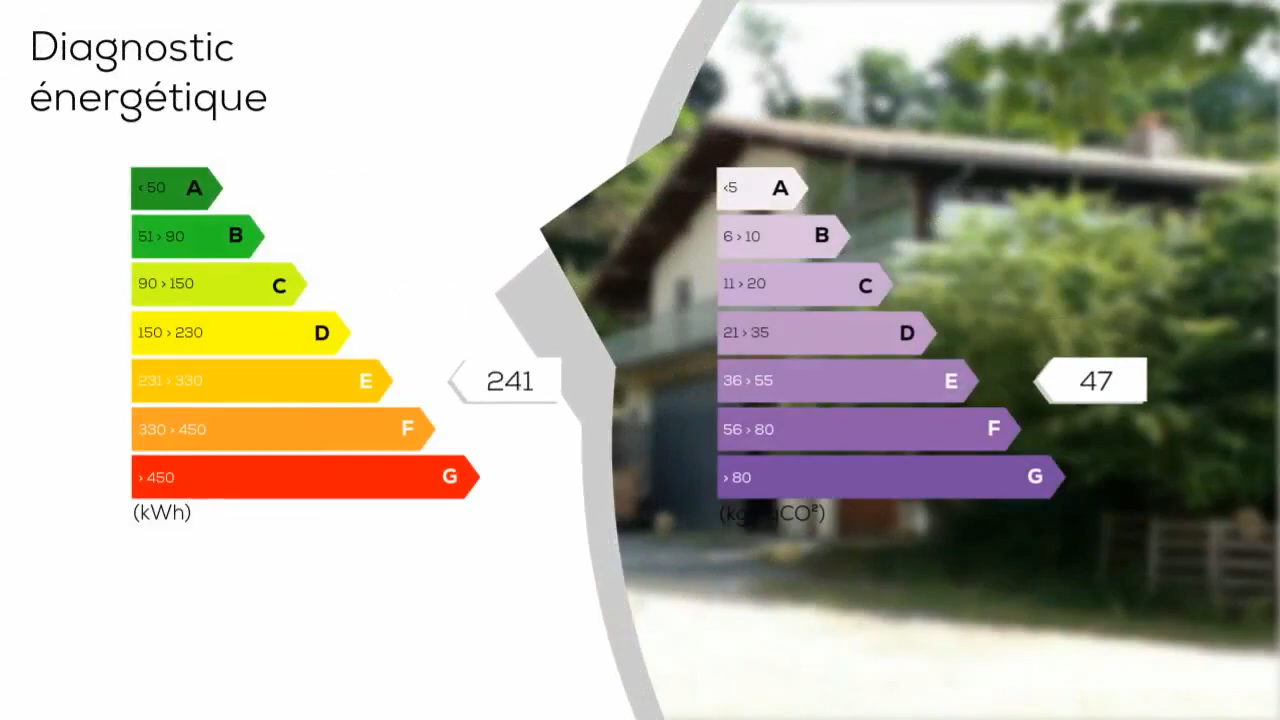 Diagnostic
énergétique
< 50 A
51 > 90 B
90 > 150 C
150 > 230 D
231 > 330 E
330 > 450 F
> 450 G
(kWh)
241
<5 A
6 > 10 B
11 > 20 C
21 > 35 D
36 > 55 E
56 > 80 F
> 80 G
47